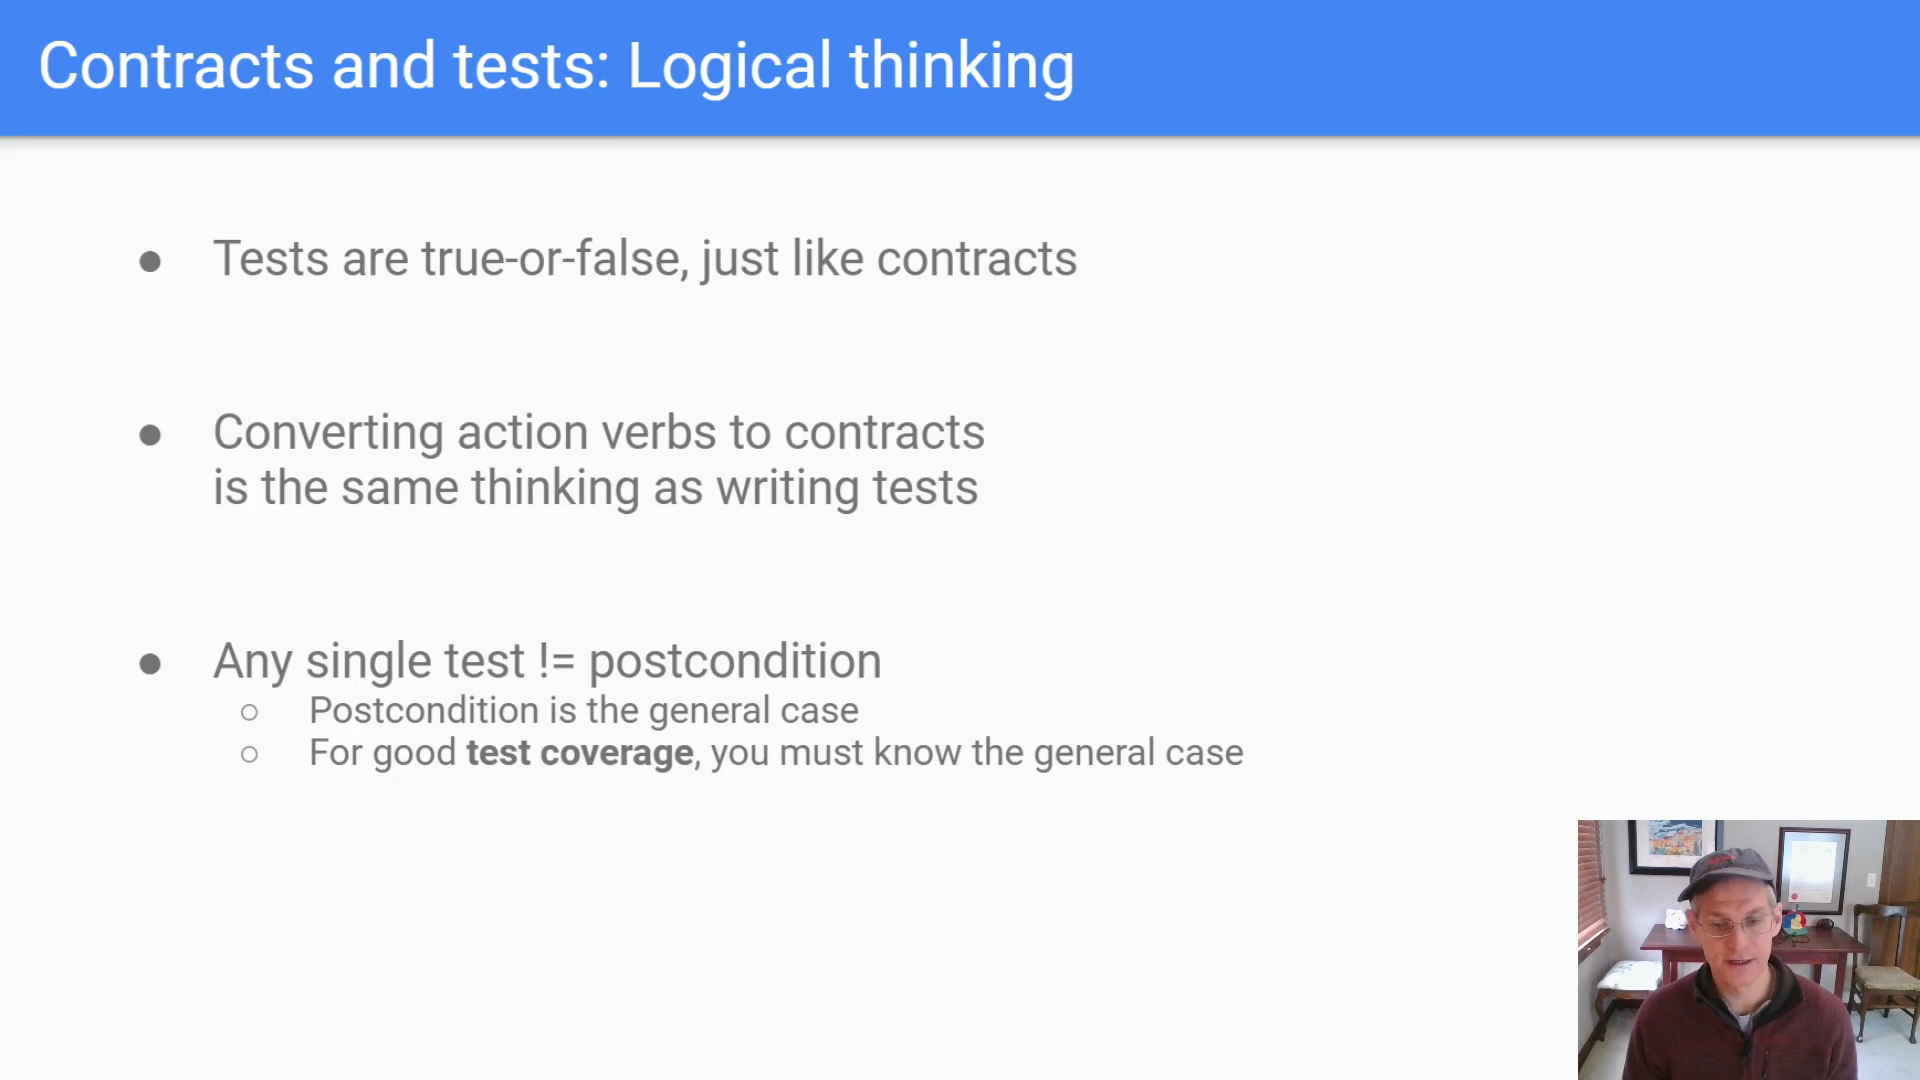 Contracts and tests: Logical thinking
● Tests are true-or-false, just like contracts
● Converting action verbs to contracts
is the same thinking as writing tests
● Any single test != postcondition
○ Postcondition is the general case
○ For good test coverage, you must know the general case